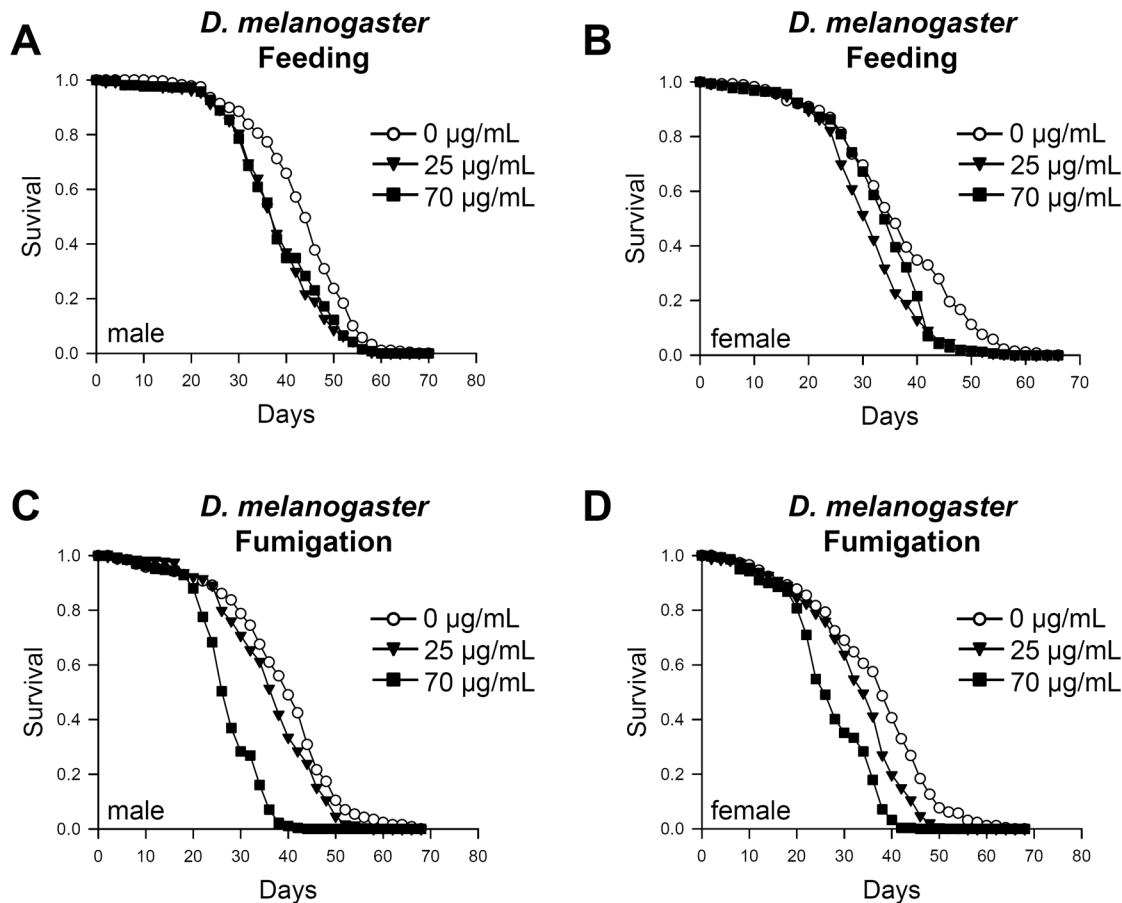 A
D. melanogaster
Feeding
1.0
0.8
0.6
0.4
0.2
0.0
Suvival
0 µg/mL
25 µg/mL
70 µg/mL
male
0 10 20 30 40 50 60 70 80
Days
B
D. melanogaster
Feeding
1.0
0.8
0.6
0.4
0.2
0.0
Survival
0 µg/mL
25 µg/mL
70 µg/mL
female
0 10 20 30 40 50 60 70
Days
C
D. melanogaster
Fumigation
1.0
0.8
0.6
0.4
0.2
0.0
Survival
0 µg/mL
25 µg/mL
70 µg/mL
male
0 10 20 30 40 50 60 70 80
Days
D
D. melanogaster
Fumigation
1.0
0.8
0.6
0.4
0.2
0.0
Survival
0 µg/mL
25 µg/mL
70 µg/mL
female
0 10 20 30 40 50 60 70 80
Days